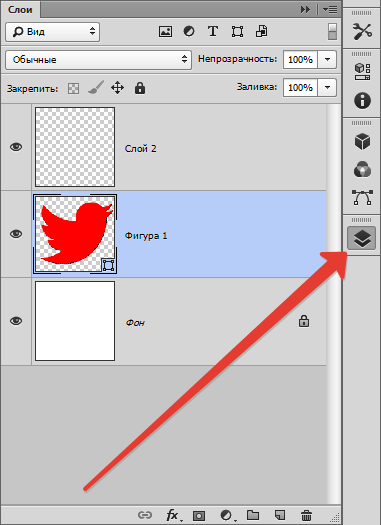 Слои
Вид
Обычные
Непрозрачность: 100%
Закрепить:
Заливка: 100%
Слой 2
Фигура 1
Фон
fx